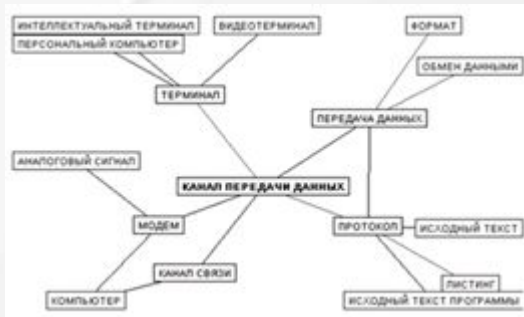 ИНТЕЛЛЕКТУАЛЬНЫЙ ТЕРМИНАЛ
ВИДЕОТЕРМИНАЛ
ФОРМАТ
ПЕРСОНАЛЬНЫЙ КОМПЬЮТЕР
ОБМЕН ДАННЫМИ
ТЕРМИНАЛ
ПЕРЕДАЧА ДАННЫХ
АНАЛОГОВЫЙ СИГНАЛ
КАНАЛ ПЕРЕДАЧИ ДАННЫХ
МОДЕМ
ПРОТОКОЛ
ИСХОДНЫЙ ТЕКСТ
КАНАЛ СВЯЗИ
ЛИСТИНГ
КОМПЬЮТЕР
ИСХОДНЫЙ ТЕКСТ ПРОГРАММЫ